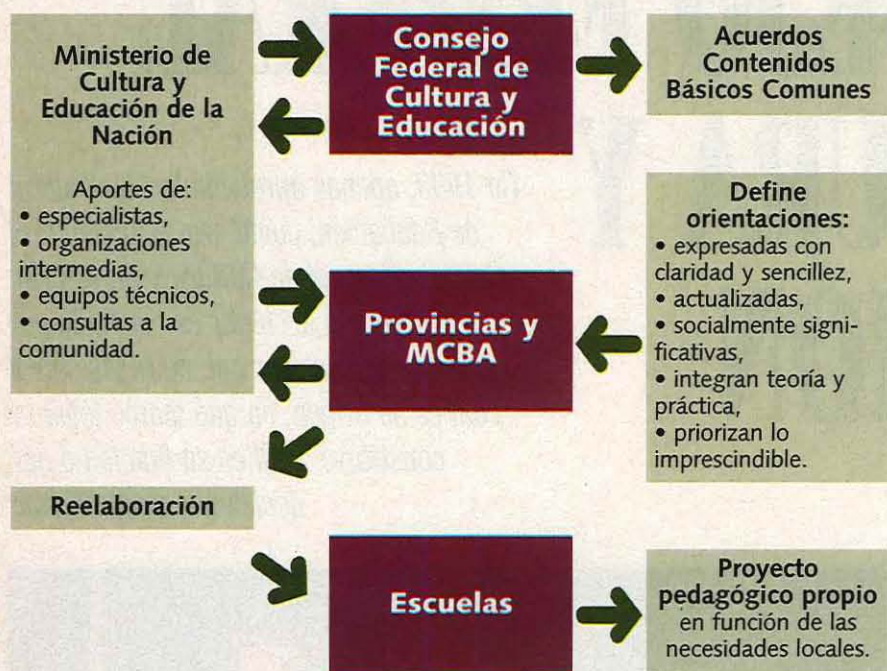 Ministerio de
Cultura y
Educación de la
Nación
Aportes de:
• especialistas,
• organizaciones
intermedias,
• equipos técnicos,
• consultas a la
comunidad.
Consejo
Federal de
Cultura y
Educación
Acuerdos
Contenidos
Básicos Comunes
Define
orientaciones:
• expresadas con
claridad y sencillez,
• actualizadas,
• socialmente signi-
ficativas,
• integran teoría y
práctica,
• priorizan lo
imprescindible.
Provincias y
MCBA
Reelaboración
Escuelas
Proyecto
pedagógico propio
en función de las
necesidades locales.